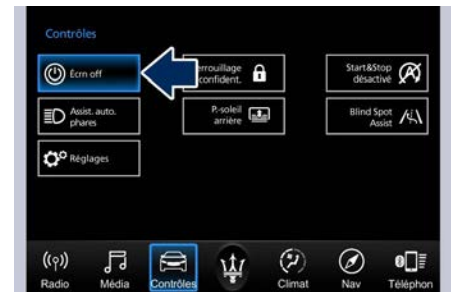 Contrôles
Écrn off
errouillage
confident.
Start&Stop
désactivé
Assist. auto.
phares
P.-soleil
arrière
Blind Spot
Assist
Réglages
Radio
Média
Contrôles
Climat
Nav
Téléphon